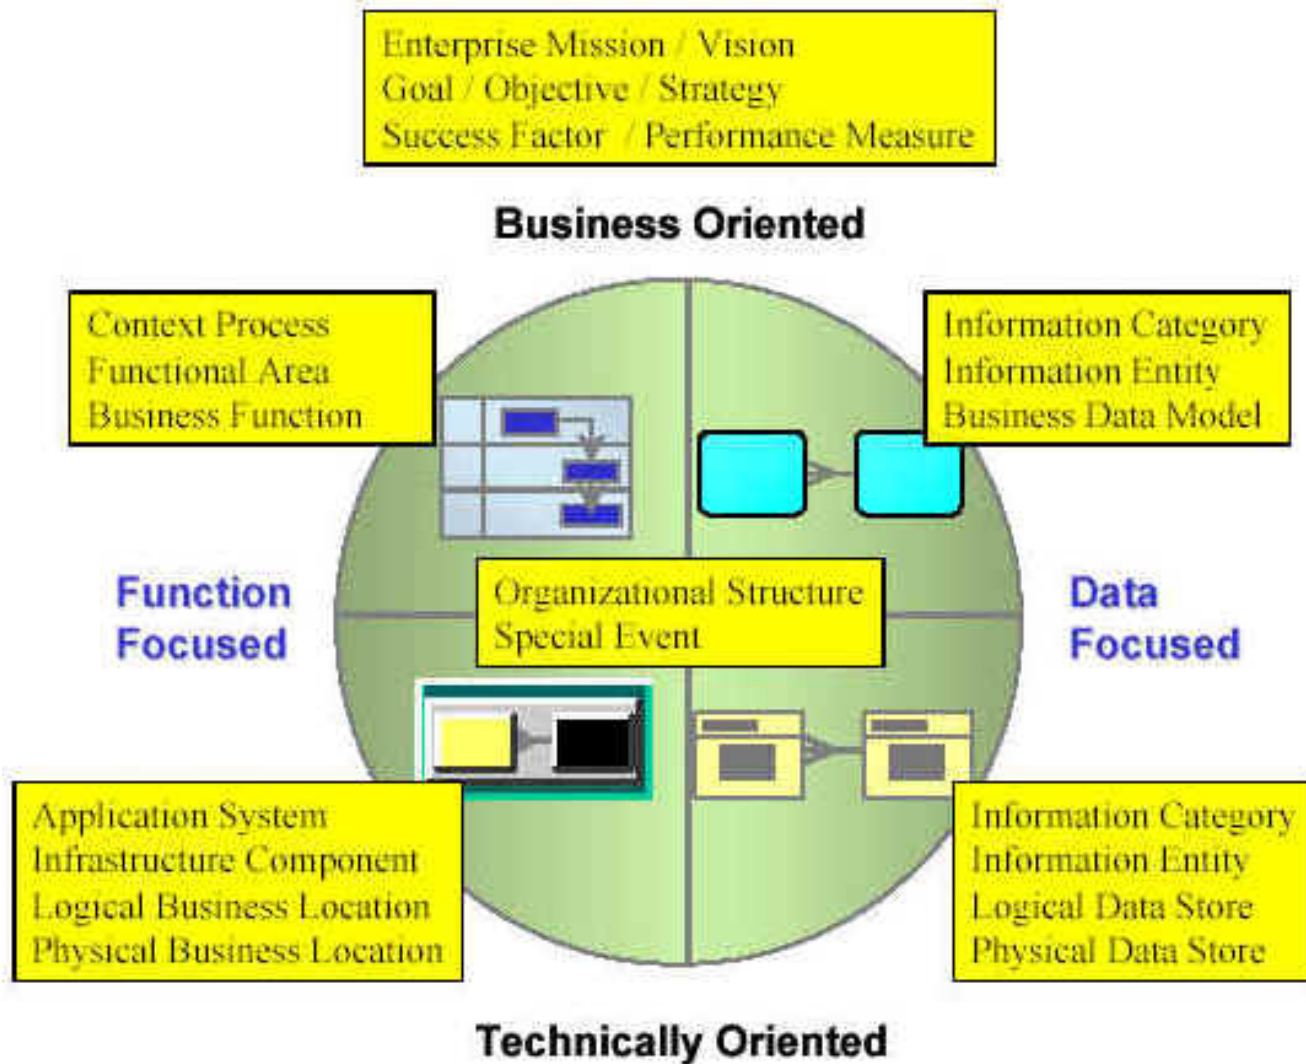 Enterprise Mission / Vision
Goal / Objective / Strategy
Success Factor / Performance Measure
Business Oriented
Context Process
Functional Area
Business Function
Information Category
Information Entity
Business Data Model
Function
Focused
Organizational Structure
Special Event
Data
Focused
Application System
Infrastructure Component
Logical Business Location
Physical Business Location
Information Category
Information Entity
Logical Data Store
Physical Data Store
Technically Oriented